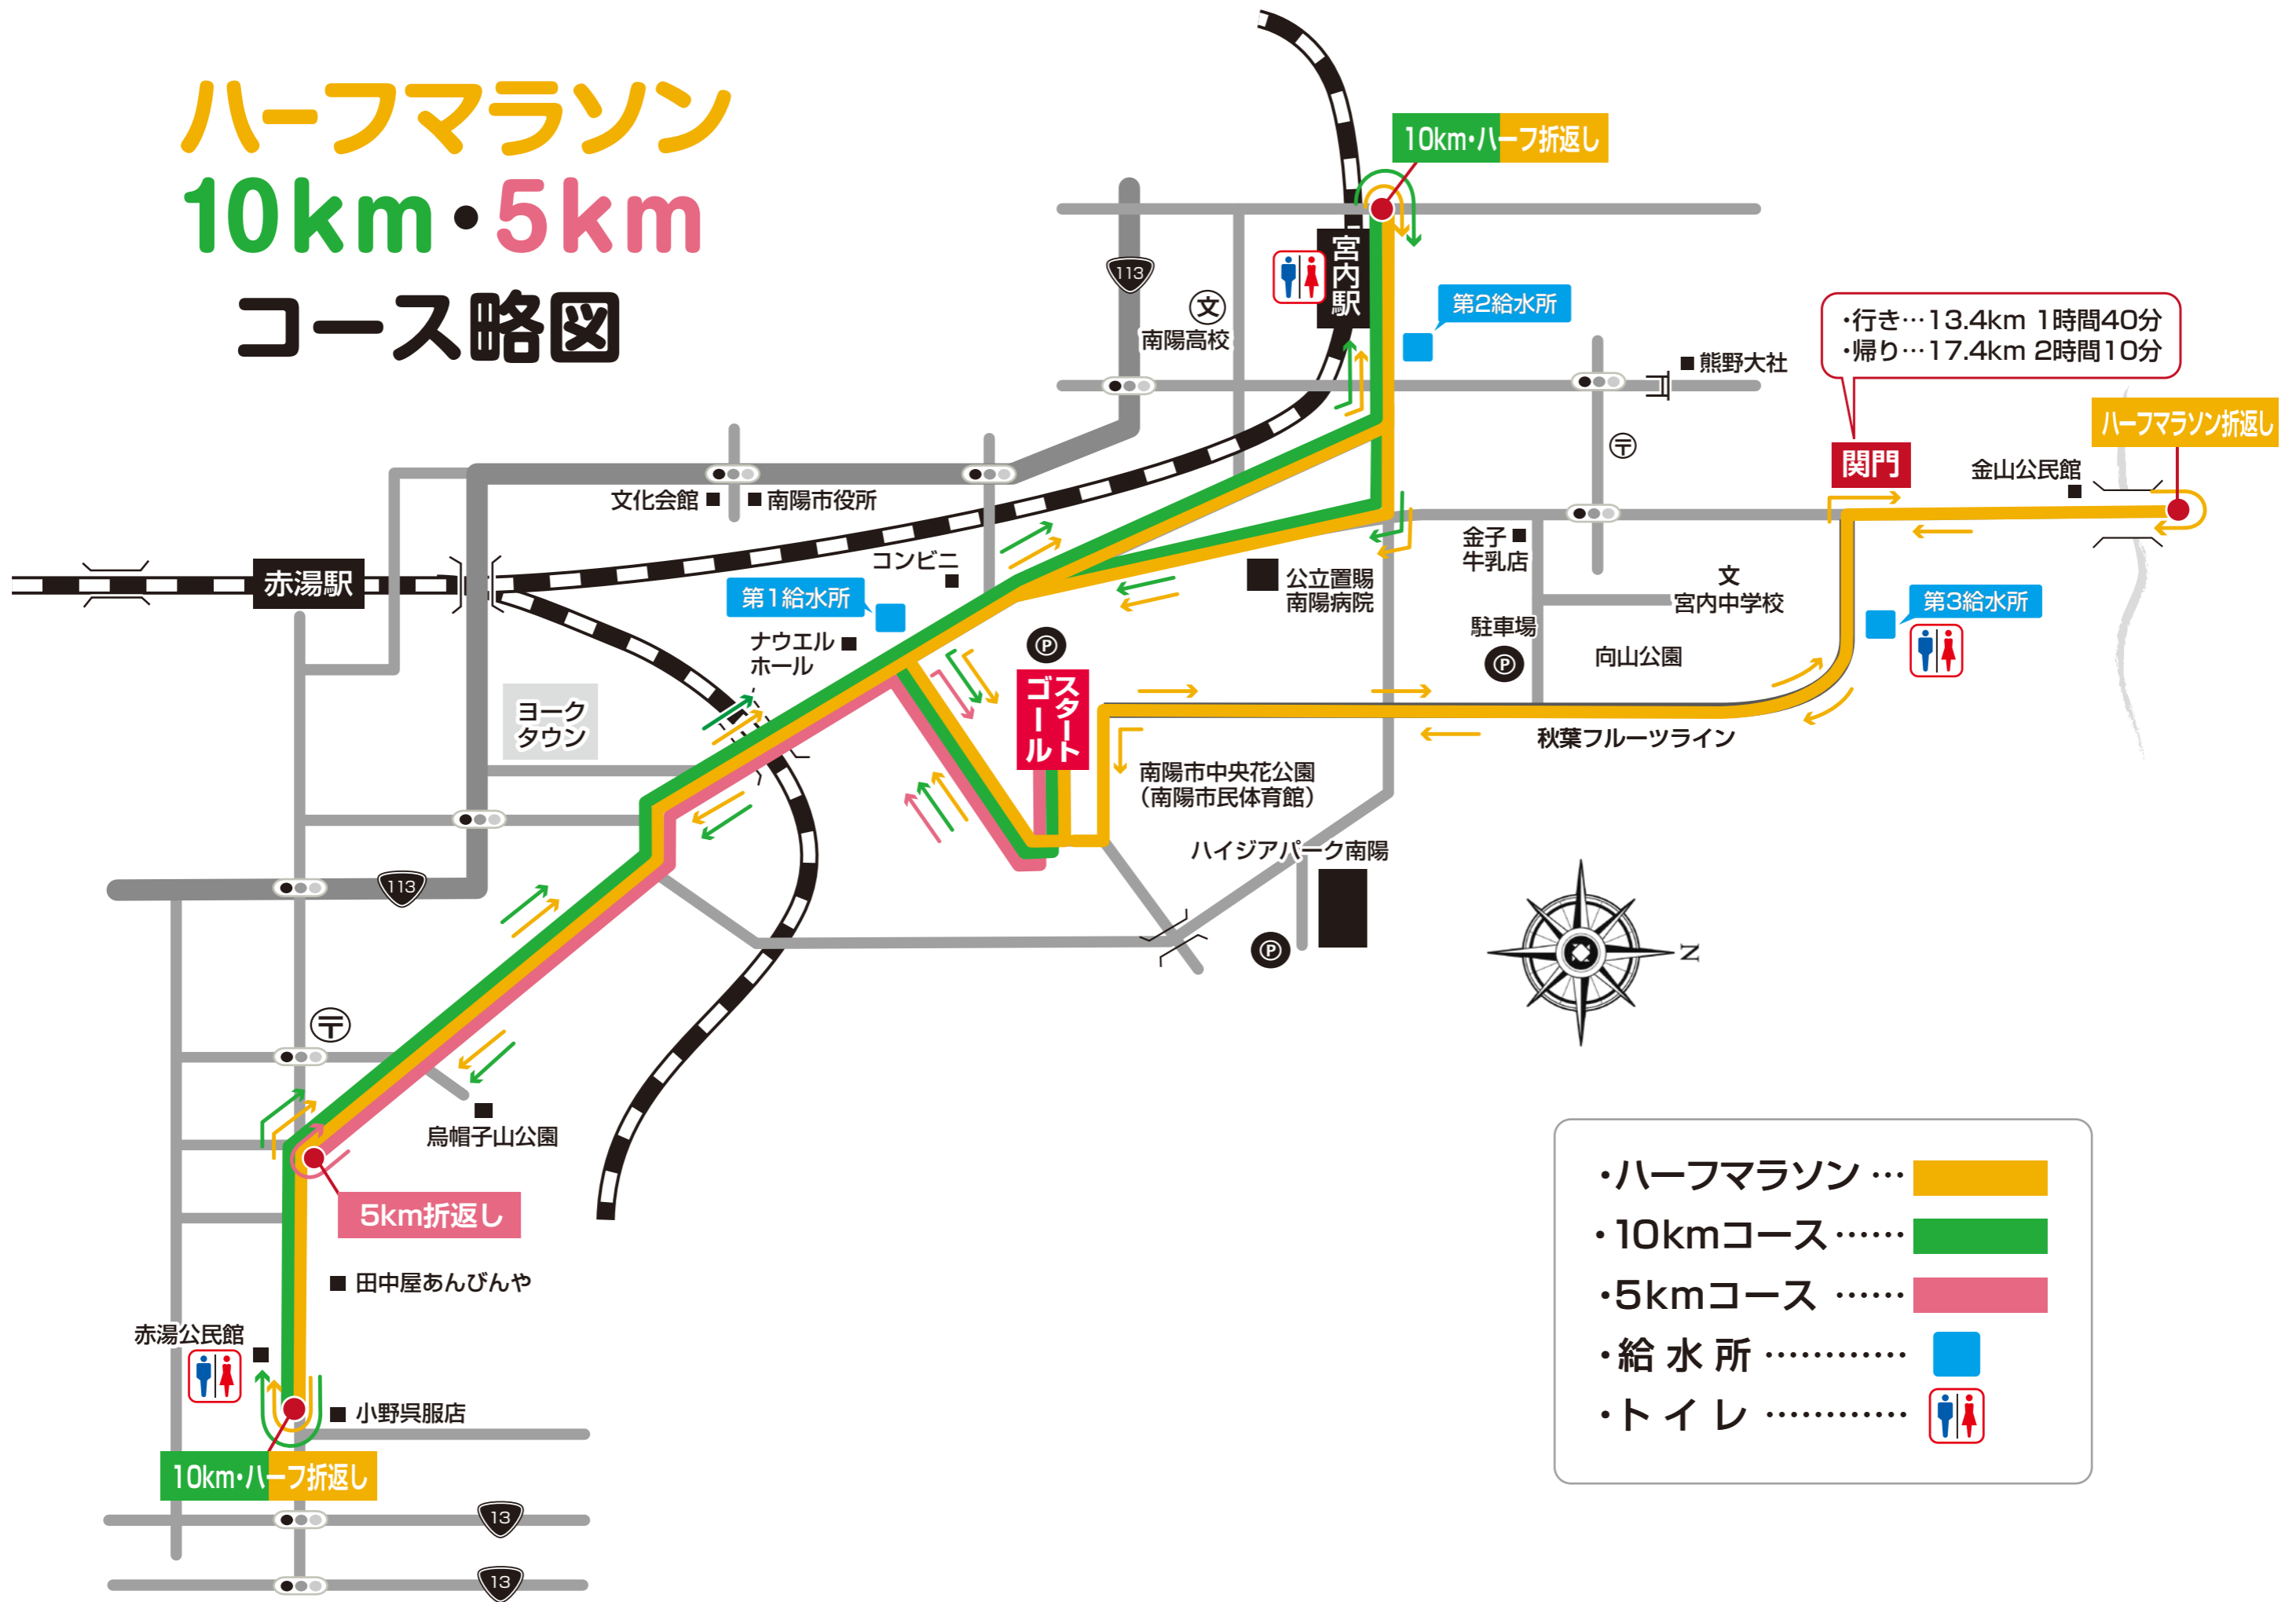 ハーフマラソン
10km・5km
コース略図
10km・ハーフ折返し
宮内駅
113
文
南陽高校
第2給水所
・行き…13.4km 1時間40分
・帰り…17.4km 2時間10分
熊野大社
〒
関門
ハーフマラソン折返し
金山公民館
文化会館
南陽市役所
コンビニ
金子
牛乳店
赤湯駅
第1給水所
公立置賜
南陽病院
文
宮内中学校
第3給水所
ナウエル
ホール
P
駐車場
P
向山公園
スタート
ゴール
ヨーク
タウン
秋葉フルーツライン
南陽市中央花公園
（南陽市民体育館）
ハイジアパーク南陽
113
P
N
〒
烏帽子山公園
5km折返し
田中屋あんびんや
赤湯公民館
小野呉服店
10km・ハーフ折返し
13
13
・ハーフマラソン…
・10kmコース……
・5kmコース……
・給水所…………
・トイレ…………